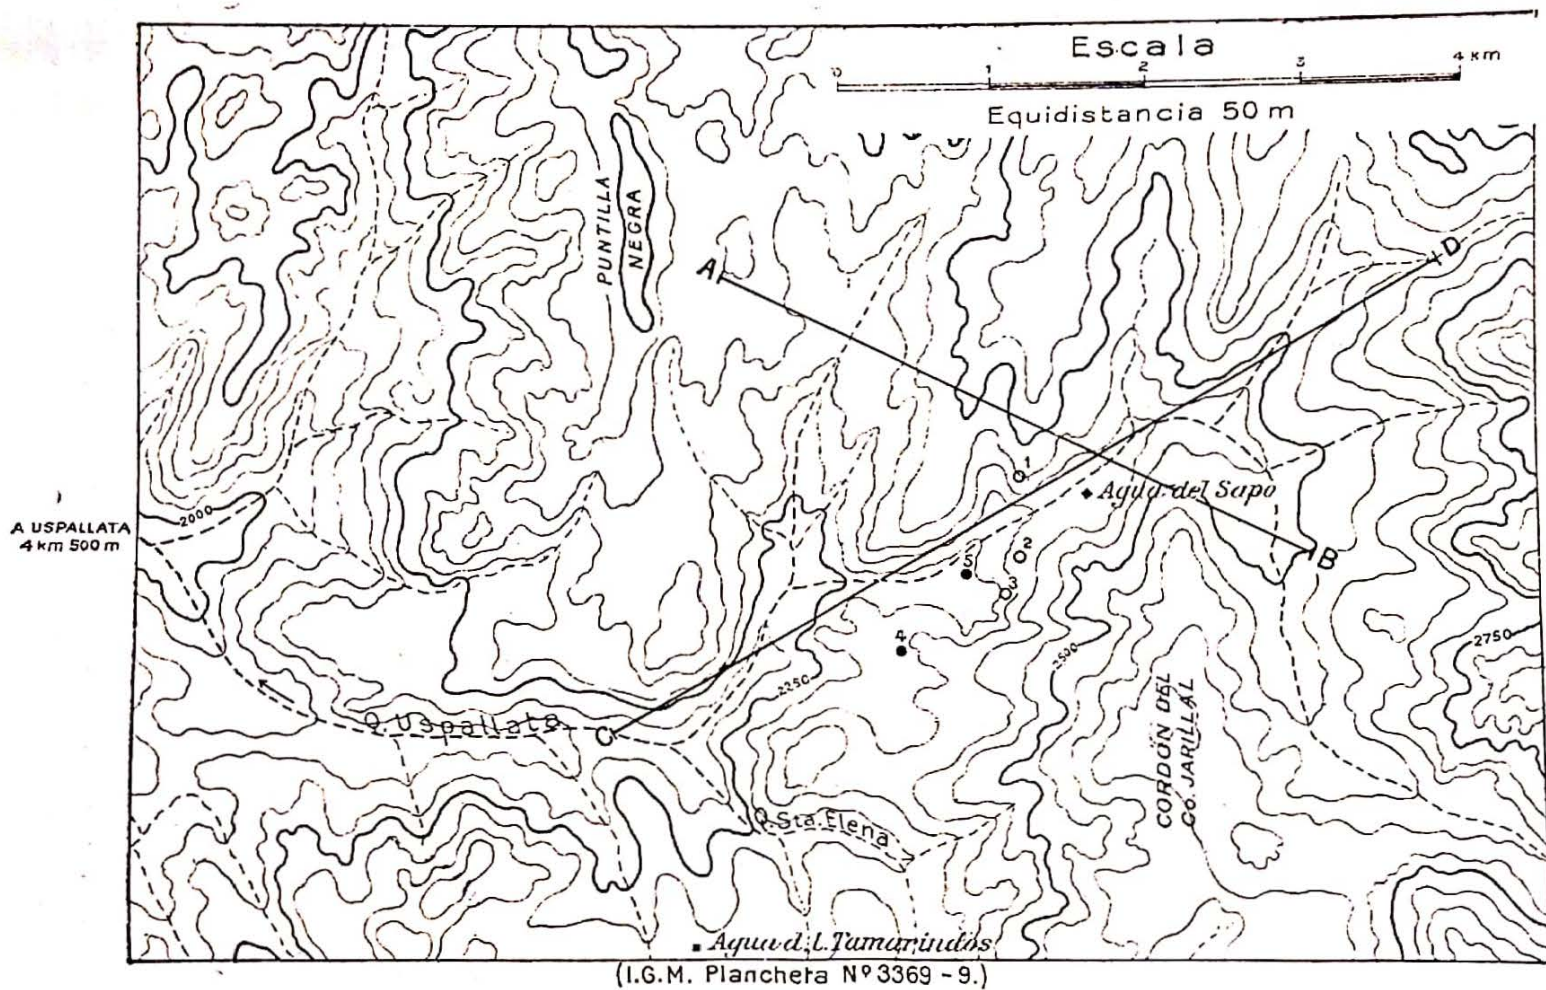 Escala
0 1 2 3 4 km
Equidistancia 50 m
PUNTILLA
NEGRA
A
D
1
Agua del Sapo
2000
A USPALLATA
4 km 500 m
2
B
5
3
4
2750
2500
2250
CORDÓN DEL
CO. JARILLAL
Q. Uspallata
C
Q. Sta. Elena
Agua d. L. Tamarindos
(I.G.M. Plancheta Nº 3369-9.)